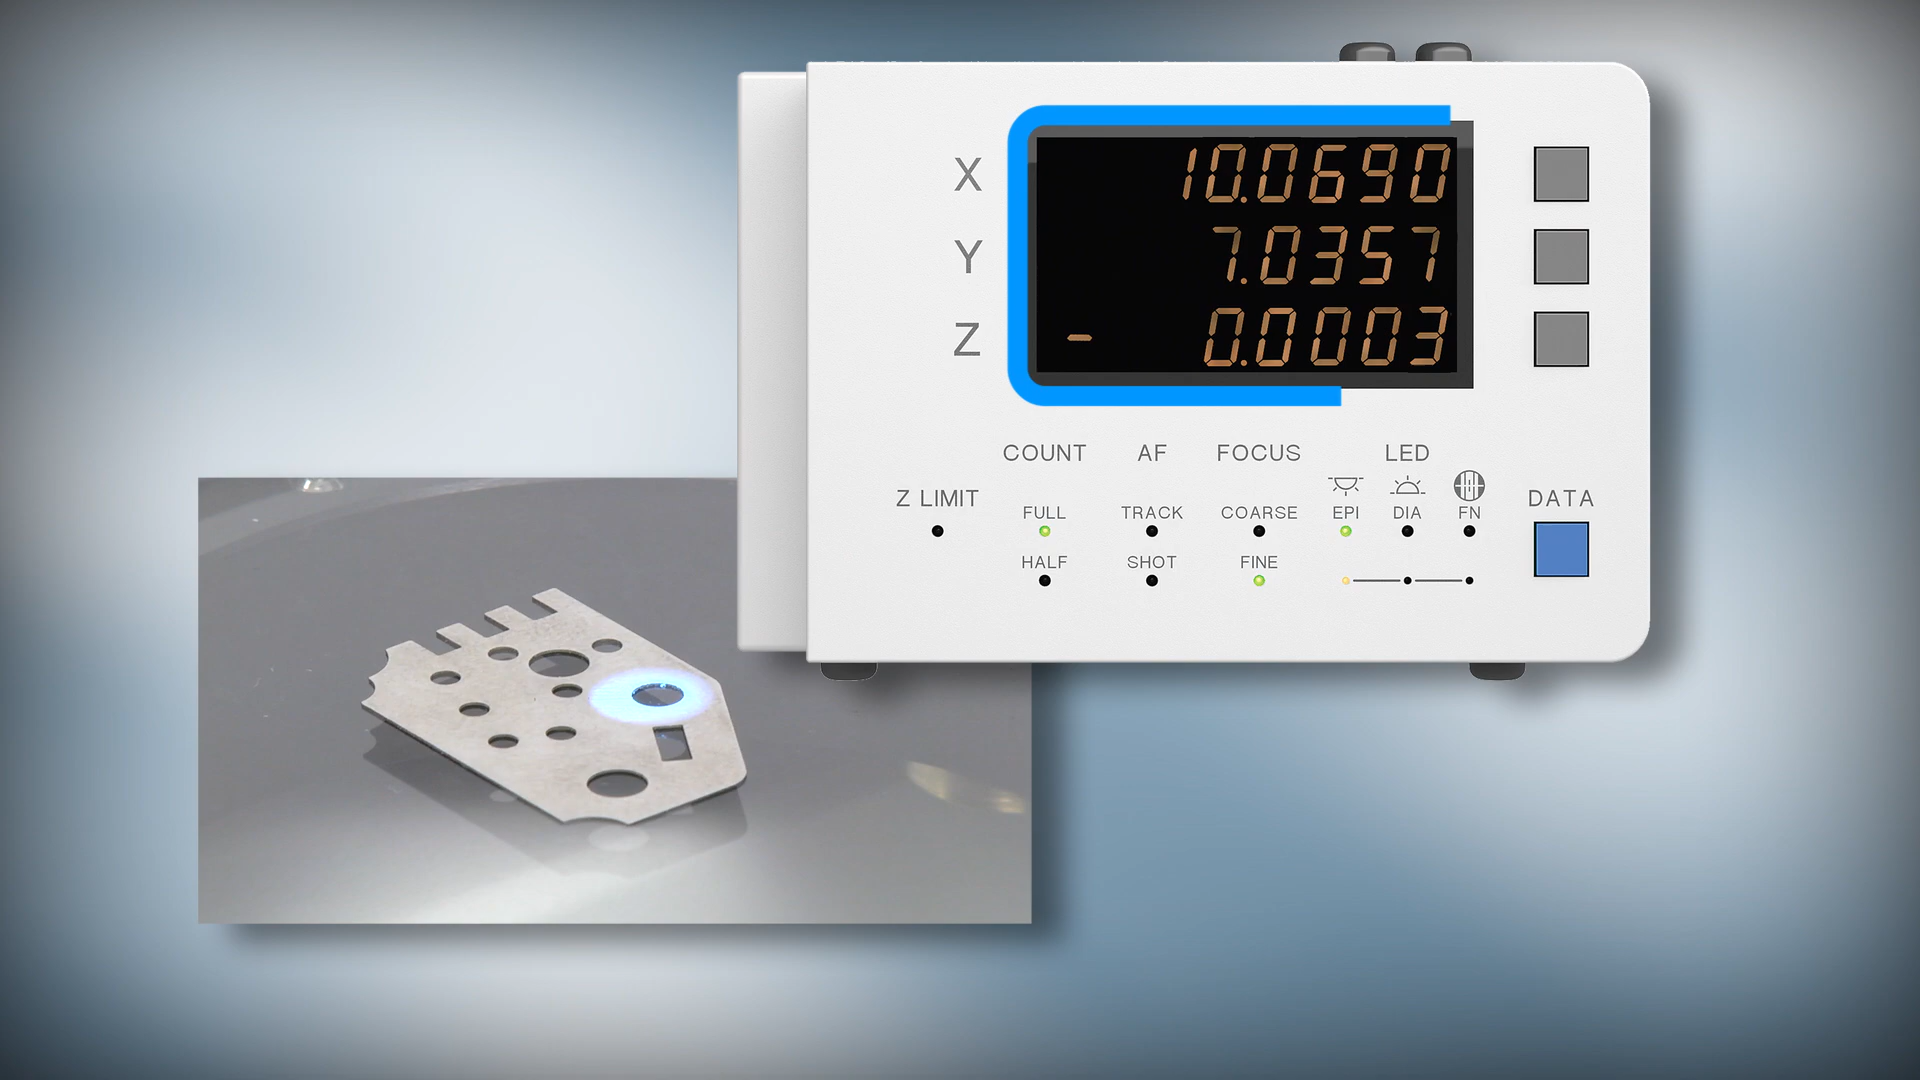 X 10.0690
Y 7.0357
Z - 0.0003
COUNT AF FOCUS LED
Z LIMIT DATA
FULL TRACK COARSE EPI DIA FN
HALF SHOT FINE